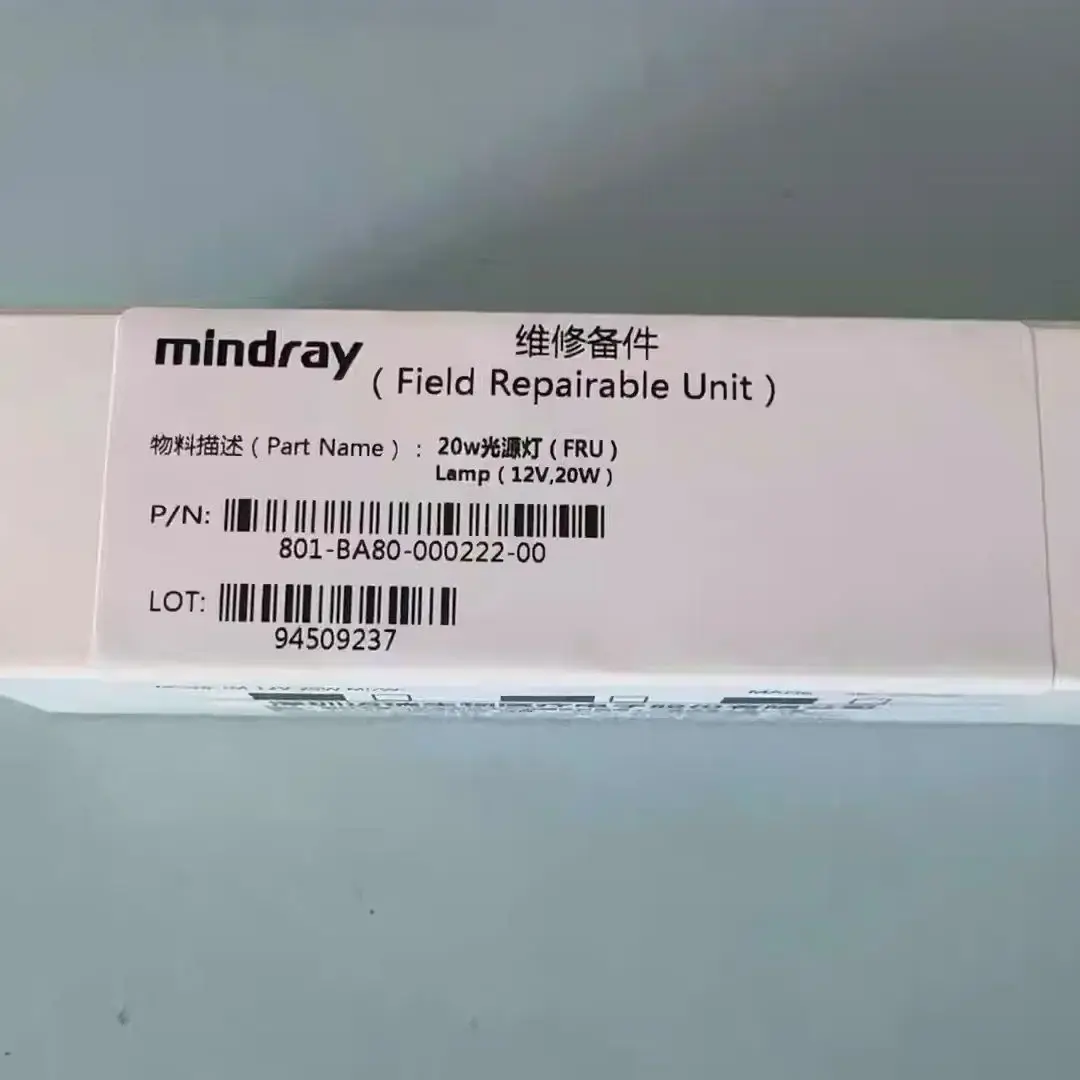 mindray
维修备件
( Field Repairable Unit )
物料描述 ( Part Name ) : 20w光源灯 ( FRU )
Lamp ( 12V,20W )
P/N:
801-BA80-000222-00
LOT:
94509237